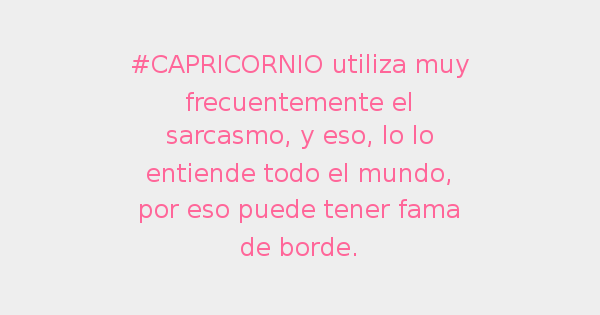 #CAPRICORNIO utiliza muy
frecuentemente el
sarcasmo, y eso, lo lo
entiende todo el mundo,
por eso puede tener fama
de borde.